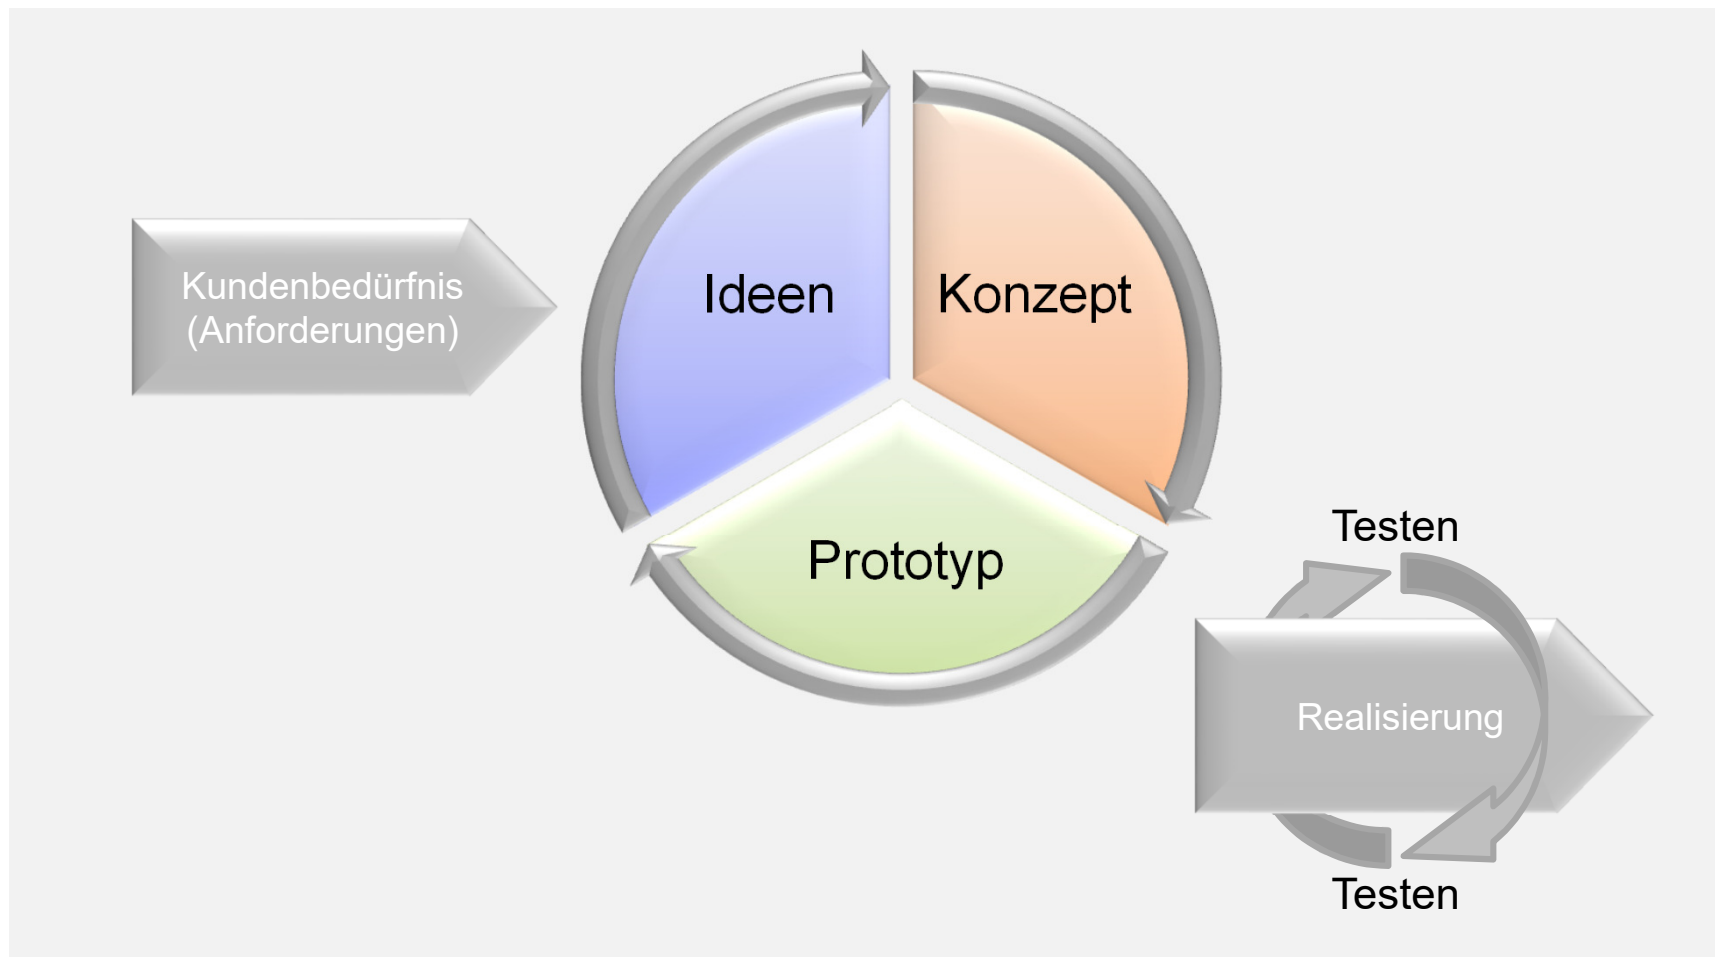 Kundenbedürfnis
(Anforderungen)
Ideen
Konzept
Prototyp
Testen
Realisierung
Testen